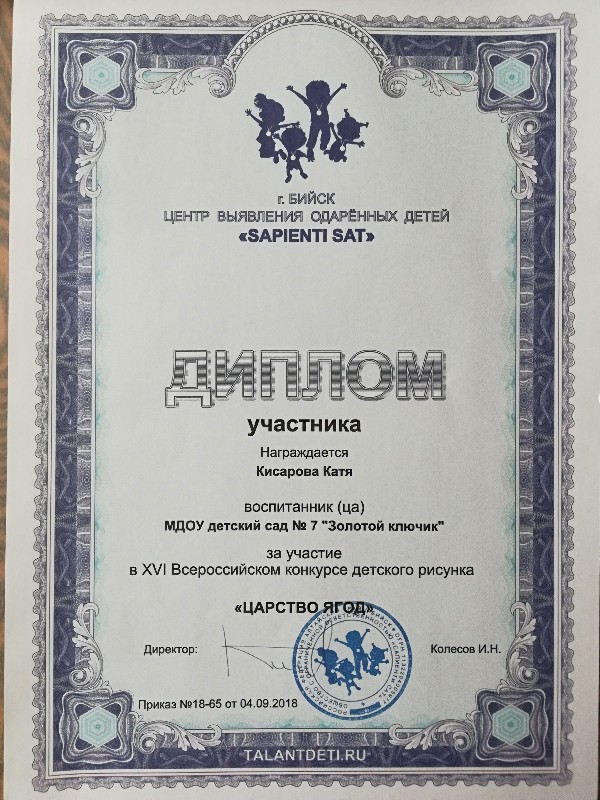 г. БИЙСК
ЦЕНТР ВЫЯВЛЕНИЯ ОДАРЁННЫХ ДЕТЕЙ
«SAPIENTI SAT»
ДИПЛОМ
участника
Награждается
Кисарова Катя
воспитанник (ца)
МДОУ детский сад № 7 "Золотой ключик"
за участие
в XVI Всероссийском конкурсе детского рисунка
«ЦАРСТВО ЯГОД»
Директор:
Колесов И.Н.
Приказ №18-65 от 04.09.2018
TALANTDETI.RU